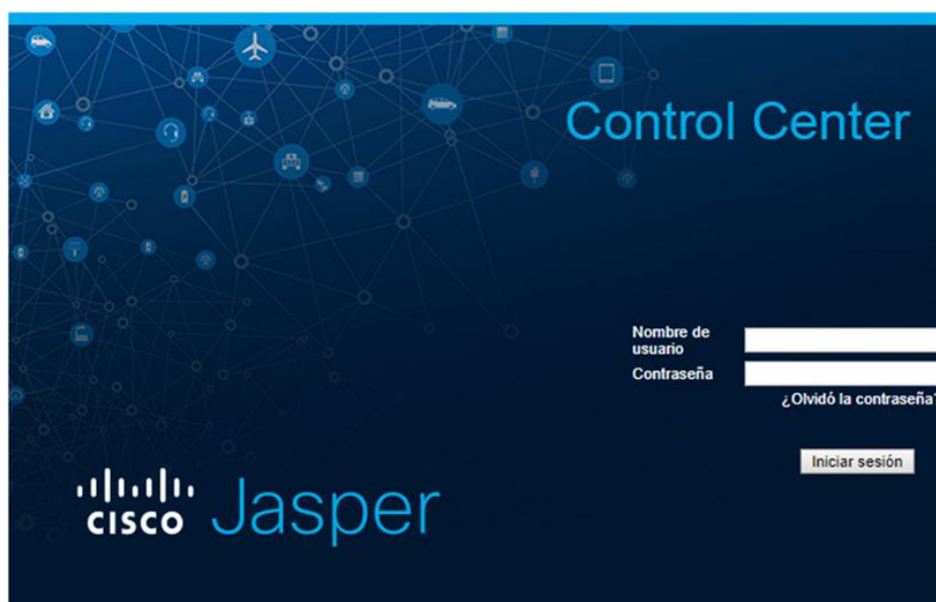 Control Center
Nombre de
usuario
Contraseña
¿Olvidó la contraseña?
Iniciar sesión
CISCO Jasper